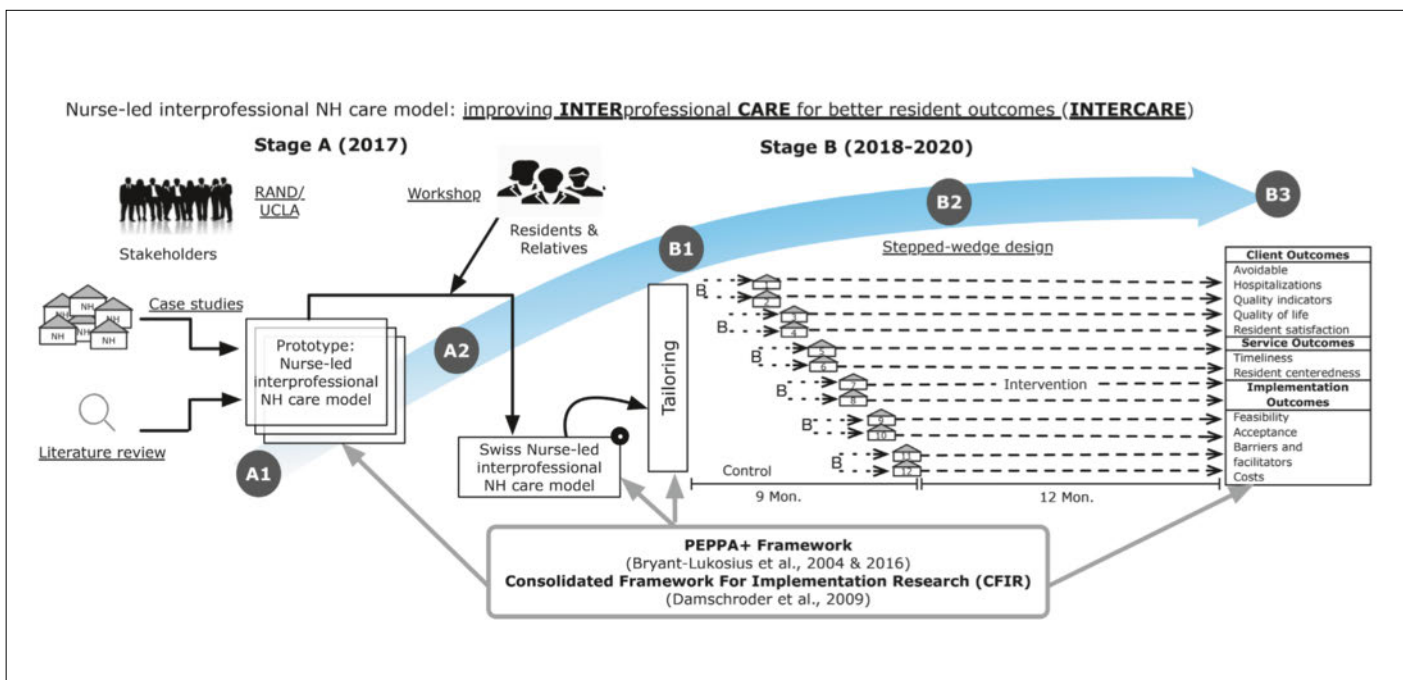 Nurse-led interprofessional NH care model: improving INTERprofessional CARE for better resident outcomes (INTERCARE)
Stage A (2017)
Stage B (2018-2020)
RAND/
UCLA
Stakeholders
Workshop
Residents &
Relatives
Case studies
NH
NH
NH
NH
NH
NH
Literature review
Prototype:
Nurse-led
interprofessional
NH care model
A1
A2
Swiss Nurse-led
interprofessional
NH care model
B1
Tailoring
B2
B3
Stepped-wedge design
B
1
2
B
3
4
B
5
6
B
7
8
Intervention
B
9
10
B
11
12
Control
9 Mon.
12 Mon.
Client Outcomes
Avoidable
Hospitalizations
Quality indicators
Quality of life
Resident satisfaction
Service Outcomes
Timeliness
Resident centeredness
Implementation
Outcomes
Feasibility
Acceptance
Barriers and
facilitators
Costs
PEPPA+ Framework
(Bryant-Lukosius et al., 2004 & 2016)
Consolidated Framework For Implementation Research (CFIR)
(Damschroder et al., 2009)